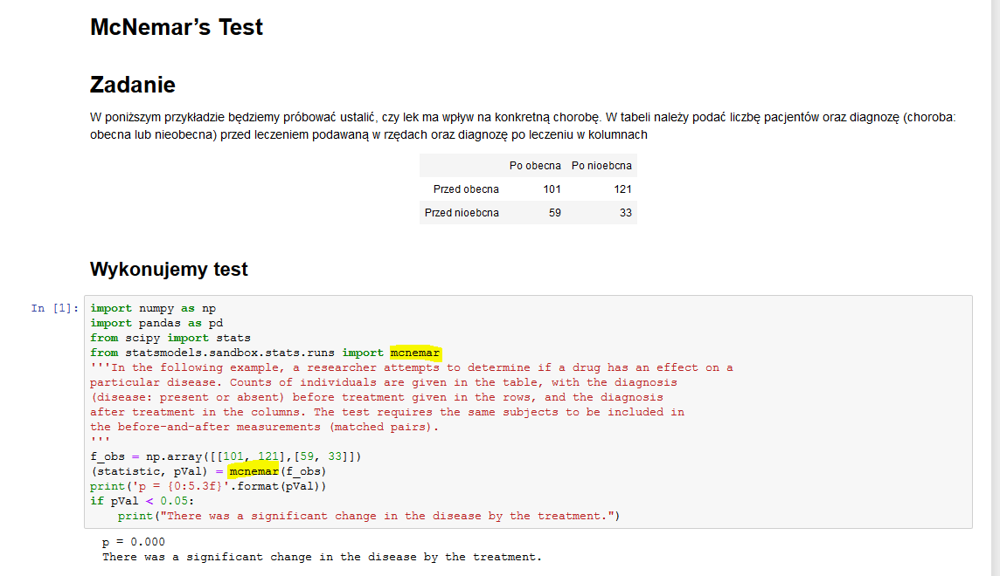 McNemar’s Test
Zadanie
W poniższym przykładzie będziemy próbować ustalić, czy lek ma wpływ na konkretną chorobę. W tabeli należy podać liczbę pacjentów oraz diagnozę (choroba:
obecna lub nieobecna) przed leczeniem podawaną w rzędach oraz diagnozę po leczeniu w kolumnach
Po obecna Po nioebcna
Przed obecna 101 121
Przed nioebcna 59 33
Wykonujemy test
In [1]: import numpy as np
import pandas as pd
from scipy import stats
from statsmodels.sandbox.stats.runs import mcnemar
'''In the following example, a researcher attempts to determine if a drug has an effect on a
particular disease. Counts of individuals are given in the table, with the diagnosis
(disease: present or absent) before treatment given in the rows, and the diagnosis
after treatment in the columns. The test requires the same subjects to be included in
the before-and-after measurements (matched pairs).
'''
f_obs = np.array([[101, 121],[59, 33]])
(statistic, pVal) = mcnemar(f_obs)
print('p = {0:5.3f}'.format(pVal))
if pVal < 0.05:
    print("There was a significant change in the disease by the treatment.")
p = 0.000
There was a significant change in the disease by the treatment.